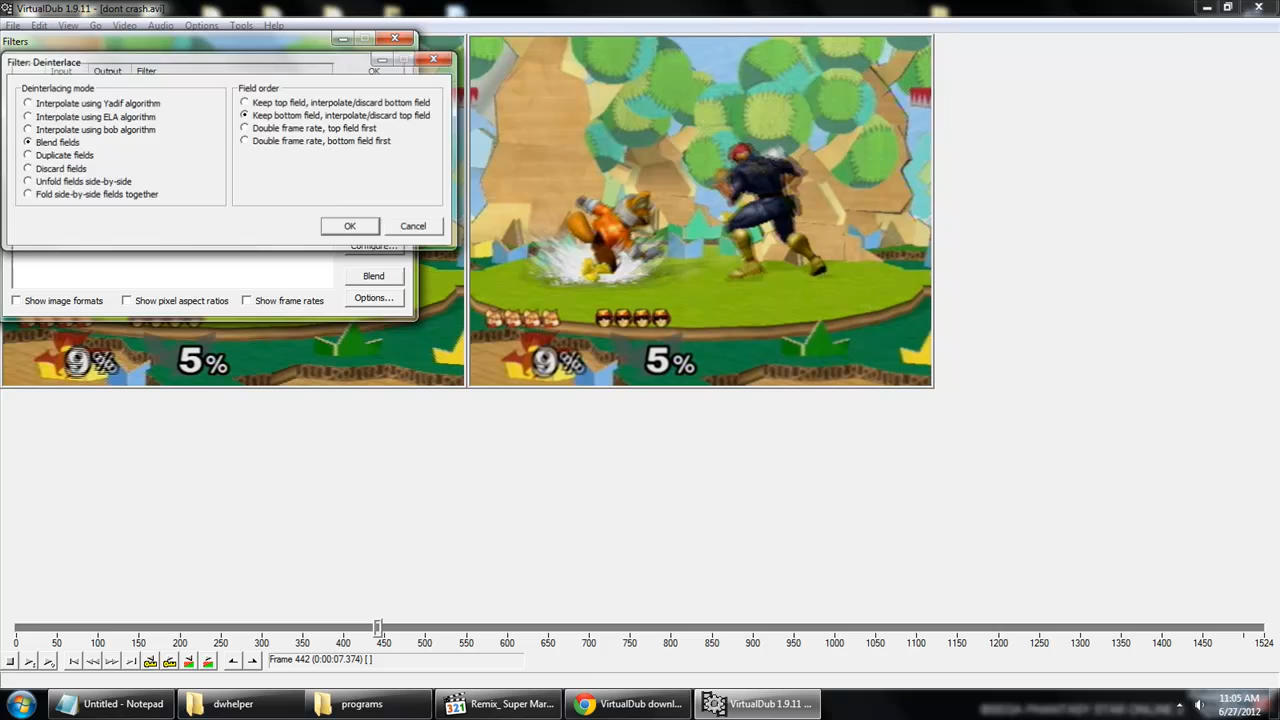 VirtualDub 1.9.11 - [dont crash.avi]
File Edit View Go Video Audio Options Tools Help
Filters
Filter: Deinterlace
Input Output Filter OK
Deinterlacing mode
Interpolate using Yadif algorithm
Interpolate using ELA algorithm
Interpolate using bob algorithm
Blend fields
Duplicate fields
Discard fields
Unfold fields side-by-side
Fold side-by-side fields together
Field order
Keep top field, interpolate/discard bottom field
Keep bottom field, interpolate/discard top field
Double frame rate, top field first
Double frame rate, bottom field first
OK Cancel
Configure...
Blend
Show image formats Show pixel aspect ratios Show frame rates Options...
9% 5% 9% 5%
0 50 100 150 200 250 300 350 400 450 500 550 600 650 700 750 800 850 900 950 1000 1050 1100 1150 1200 1250 1300 1350 1400 1450 1524
Frame 442 (0:00:07.374) [ ]
Untitled - Notepad dwhelper programs 321 Remix_ Super Mar... VirtualDub downl... VirtualDub 1.9.11 ... 11:05 AM
6/27/2012